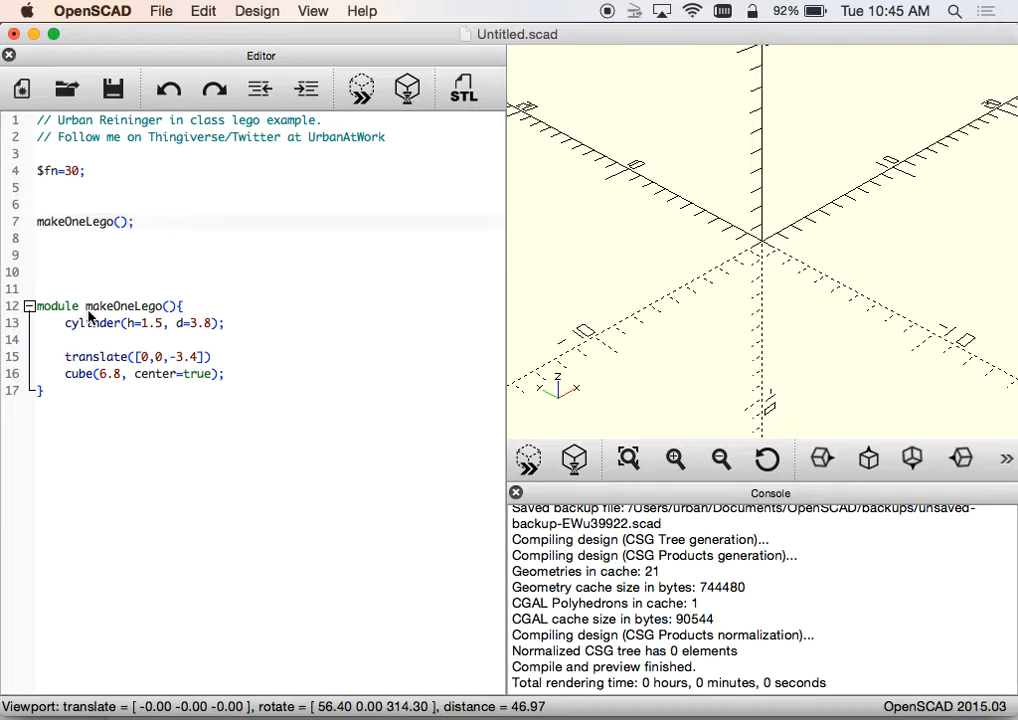 OpenSCAD File Edit Design View Help 92% Tue 10:45 AM
Untitled.scad
Editor
STL
1 // Urban Reininger in class lego example.
2 // Follow me on Thingiverse/Twitter at UrbanAtWork
3
4 $fn=30;
5
6
7 makeOneLego();
8
9
10
11
12 module makeOneLego(){
13 cylinder(h=1.5, d=3.8);
14
15 translate([0,0,-3.4])
16 cube(6.8, center=true);
17 }
Z
Y X
Console
Saved backup file: /Users/urban/Documents/OpenSCAD/backups/unsaved-
backup-EWu39922.scad
Compiling design (CSG Tree generation)...
Compiling design (CSG Products generation)...
Geometries in cache: 21
Geometry cache size in bytes: 744480
CGAL Polyhedrons in cache: 1
CGAL cache size in bytes: 90544
Compiling design (CSG Products normalization)...
Normalized CSG tree has 0 elements
Compile and preview finished.
Total rendering time: 0 hours, 0 minutes, 0 seconds
Viewport: translate = [ -0.00 -0.00 -0.00 ], rotate = [ 56.40 0.00 314.30 ], distance = 46.97 OpenSCAD 2015.03